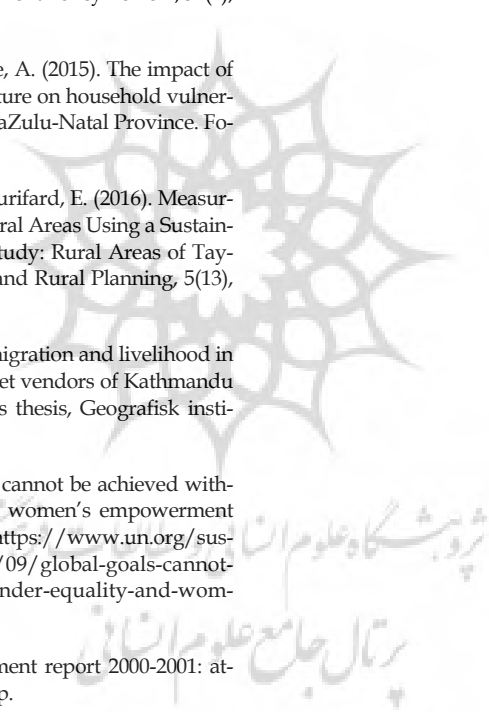 e, A. (2015). The impact of
ture on household vulner-
aZulu-Natal Province. Fo-
urifard, E. (2016). Measur-
ral Areas Using a Sustain-
tudy: Rural Areas of Tay-
and Rural Planning, 5(13),
nigration and livelihood in
et vendors of Kathmandu
s thesis, Geografisk insti-
cannot be achieved with-
women's empowerment
https://www.un.org/sus-
/09/global-goals-cannot-
nder-equality-and-wom-
پژوهشگاه علوم انسانی و مطالعات فرهنگی
پرتال جامع علوم انسانی
ment report 2000-2001: at-
p.